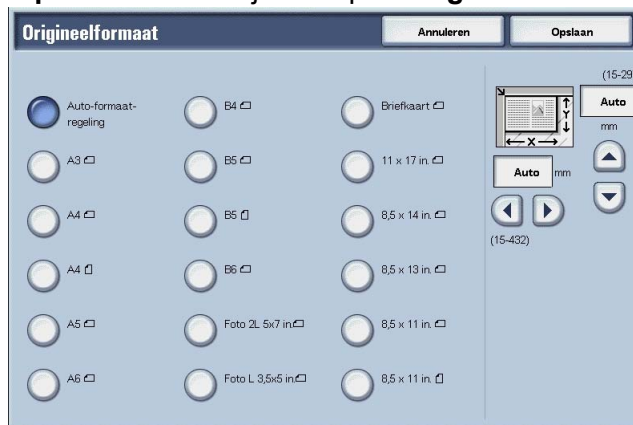 Origineelformaat
Annuleren
Opslaan
Auto-formaat-
regeling
A3
A4
A4
A5
A6
B4
B5
B5
B6
Foto 2L 5x7 in.
Foto L 3,5x5 in.
Briefkaart
11 x 17 in.
8,5 x 14 in.
8,5 x 13 in.
8,5 x 11 in.
8,5 x 11 in.
(15-29
Y
X
Auto
mm
Auto mm
(15-432)